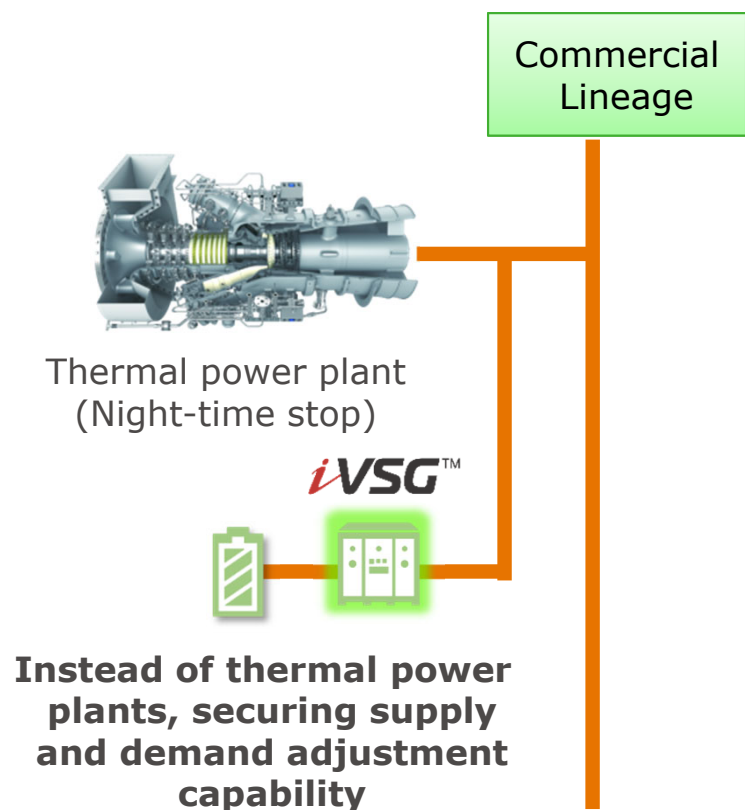 Commercial
Lineage
Thermal power plant
(Night-time stop)
iVSG™
Instead of thermal power
plants, securing supply
and demand adjustment
capability